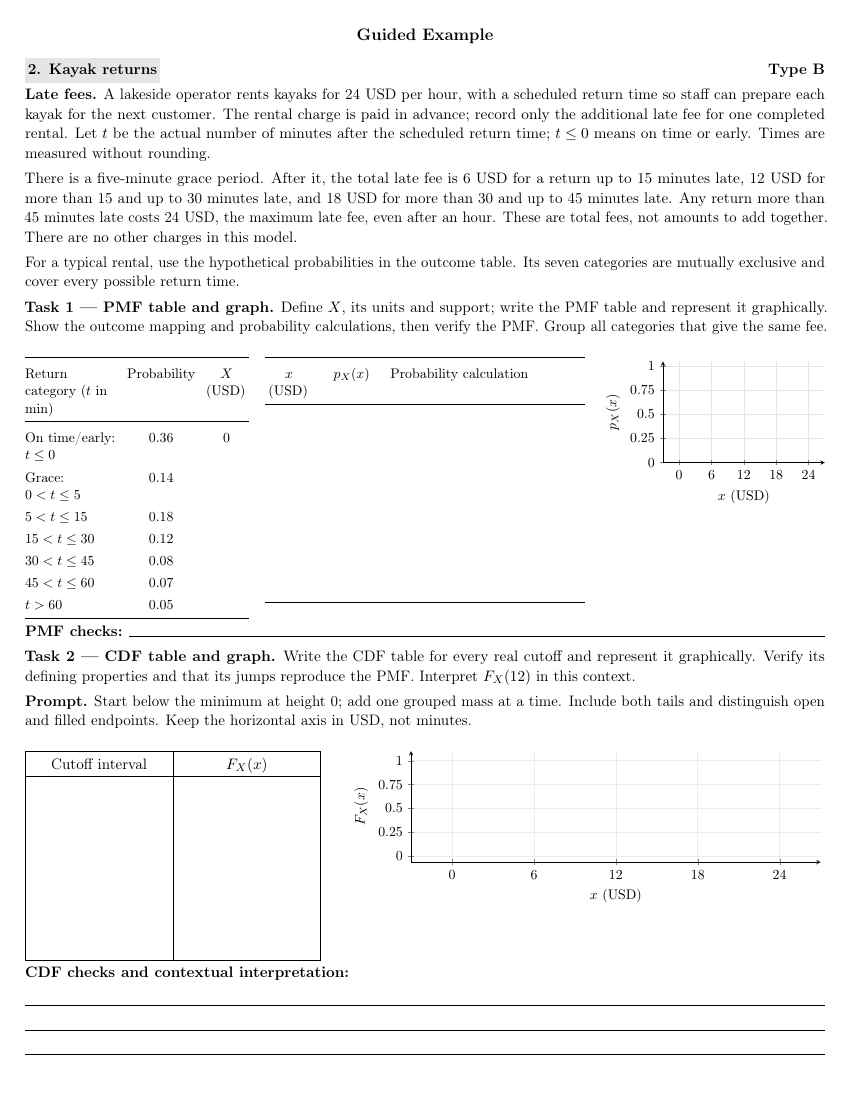 Guided Example
2. Kayak returns
Type B
Late fees. A lakeside operator rents kayaks for 24 USD per hour, with a scheduled return time so staff can prepare each
kayak for the next customer. The rental charge is paid in advance; record only the additional late fee for one completed
rental. Let t be the actual number of minutes after the scheduled return time; t ≤ 0 means on time or early. Times are
measured without rounding.
There is a five-minute grace period. After it, the total late fee is 6 USD for a return up to 15 minutes late, 12 USD for
more than 15 and up to 30 minutes late, and 18 USD for more than 30 and up to 45 minutes late. Any return more than
45 minutes late costs 24 USD, the maximum late fee, even after an hour. These are total fees, not amounts to add together.
There are no other charges in this model.
For a typical rental, use the hypothetical probabilities in the outcome table. Its seven categories are mutually exclusive and
cover every possible return time.
Task 1 — PMF table and graph. Define X, its units and support; write the PMF table and represent it graphically.
Show the outcome mapping and probability calculations, then verify the PMF. Group all categories that give the same fee.
Return Probability X
category (t in (USD)
min)
On time/early: 0.36 0
t ≤ 0
Grace: 0.14
0 < t ≤ 5
5 < t ≤ 15 0.18
15 < t ≤ 30 0.12
30 < t ≤ 45 0.08
45 < t ≤ 60 0.07
t > 60 0.05
x p_X(x) Probability calculation
(USD)
1
0.75
0.5
0.25
0
p_X(x)
0 6 12 18 24
x (USD)
PMF checks:
Task 2 — CDF table and graph. Write the CDF table for every real cutoff and represent it graphically. Verify its
defining properties and that its jumps reproduce the PMF. Interpret F_X(12) in this context.
Prompt. Start below the minimum at height 0; add one grouped mass at a time. Include both tails and distinguish open
and filled endpoints. Keep the horizontal axis in USD, not minutes.
Cutoff interval F_X(x)
1
0.75
0.5
0.25
0
F_X(x)
0 6 12 18 24
x (USD)
CDF checks and contextual interpretation: